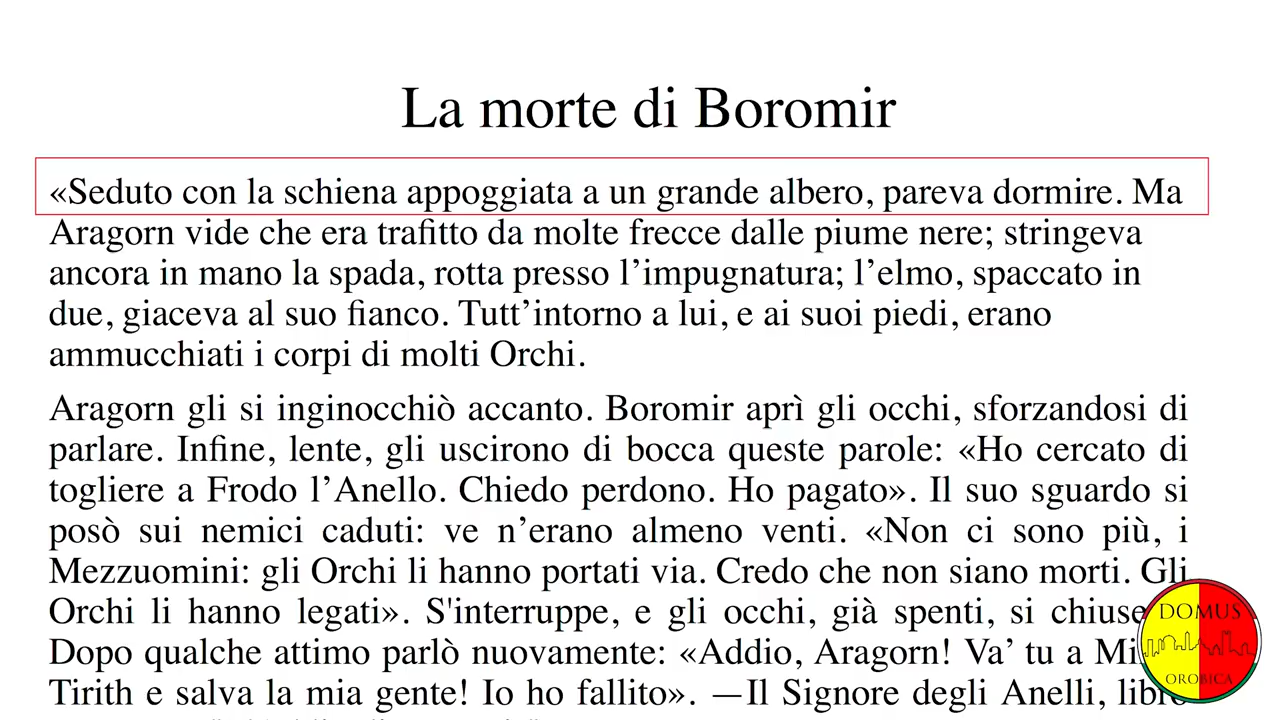 La morte di Boromir
«Seduto con la schiena appoggiata a un grande albero, pareva dormire. Ma
Aragorn vide che era trafitto da molte frecce dalle piume nere; stringeva
ancora in mano la spada, rotta presso l’impugnatura; l’elmo, spaccato in
due, giaceva al suo fianco. Tutt’intorno a lui, e ai suoi piedi, erano
ammucchiati i corpi di molti Orchi.
Aragorn gli si inginocchiò accanto. Boromir aprì gli occhi, sforzandosi di
parlare. Infine, lente, gli uscirono di bocca queste parole: «Ho cercato di
togliere a Frodo l’Anello. Chiedo perdono. Ho pagato». Il suo sguardo si
posò sui nemici caduti: ve n’erano almeno venti. «Non ci sono più, i
Mezzuomini: gli Orchi li hanno portati via. Credo che non siano morti. Gli
Orchi li hanno legati». S'interruppe, e gli occhi, già spenti, si chiuse
Dopo qualche attimo parlò nuovamente: «Addio, Aragorn! Va’ tu a Mi
Tirith e salva la mia gente! Io ho fallito». —Il Signore degli Anelli, libro
DOMUS
OROBICA